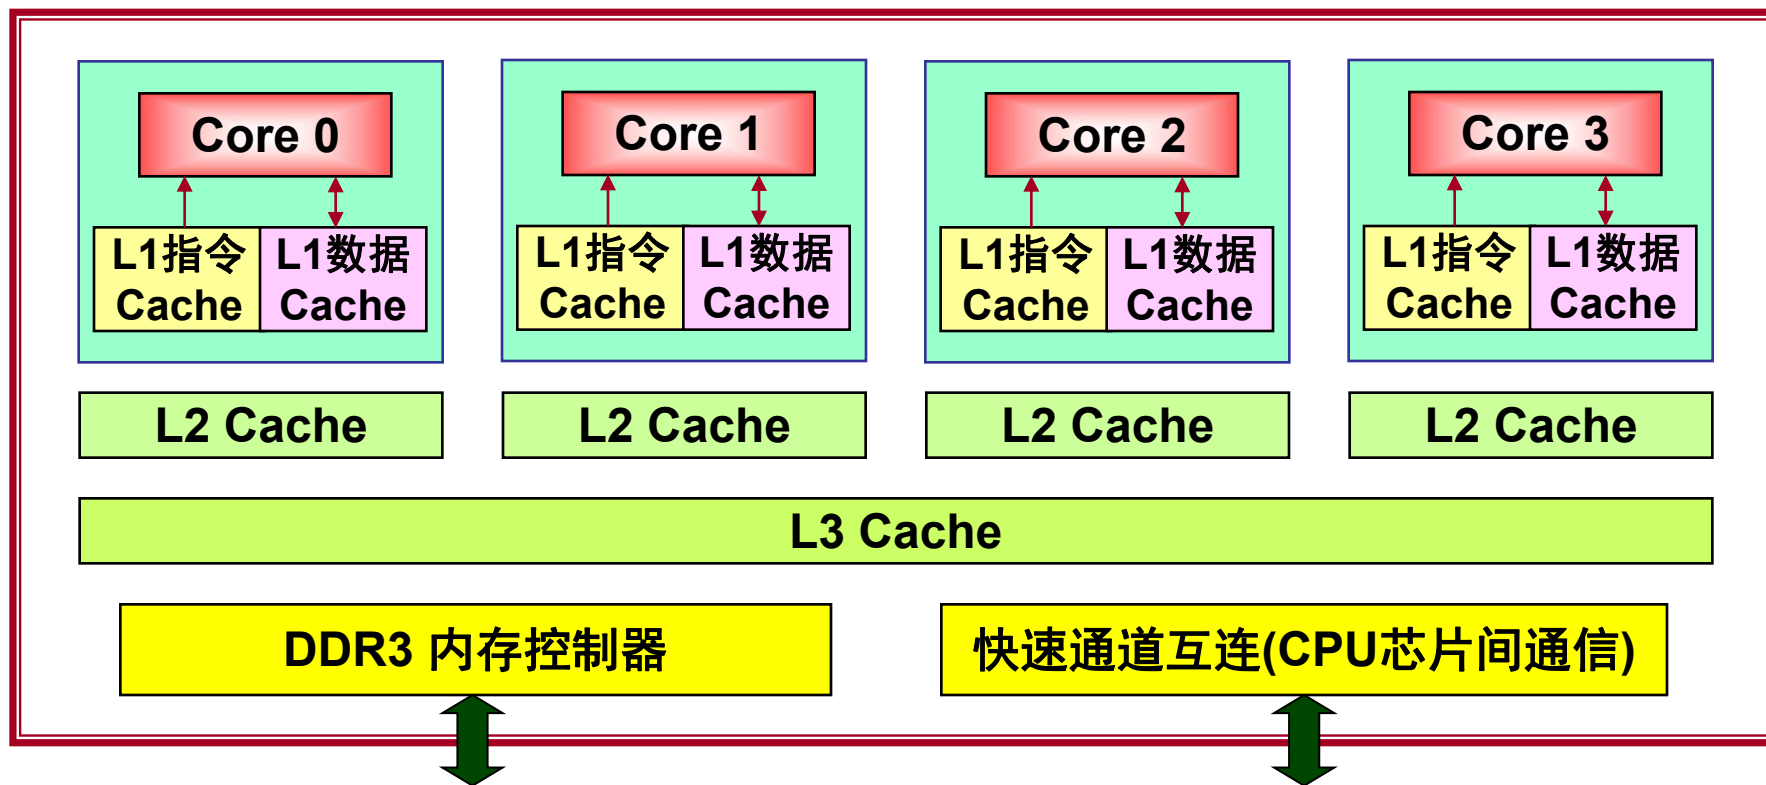 Core 0
Core 1
Core 2
Core 3
L1指令
Cache
L1数据
Cache
L1指令
Cache
L1数据
Cache
L1指令
Cache
L1数据
Cache
L1指令
Cache
L1数据
Cache
L2 Cache
L2 Cache
L2 Cache
L2 Cache
L3 Cache
DDR3 内存控制器
快速通道互连(CPU芯片间通信)